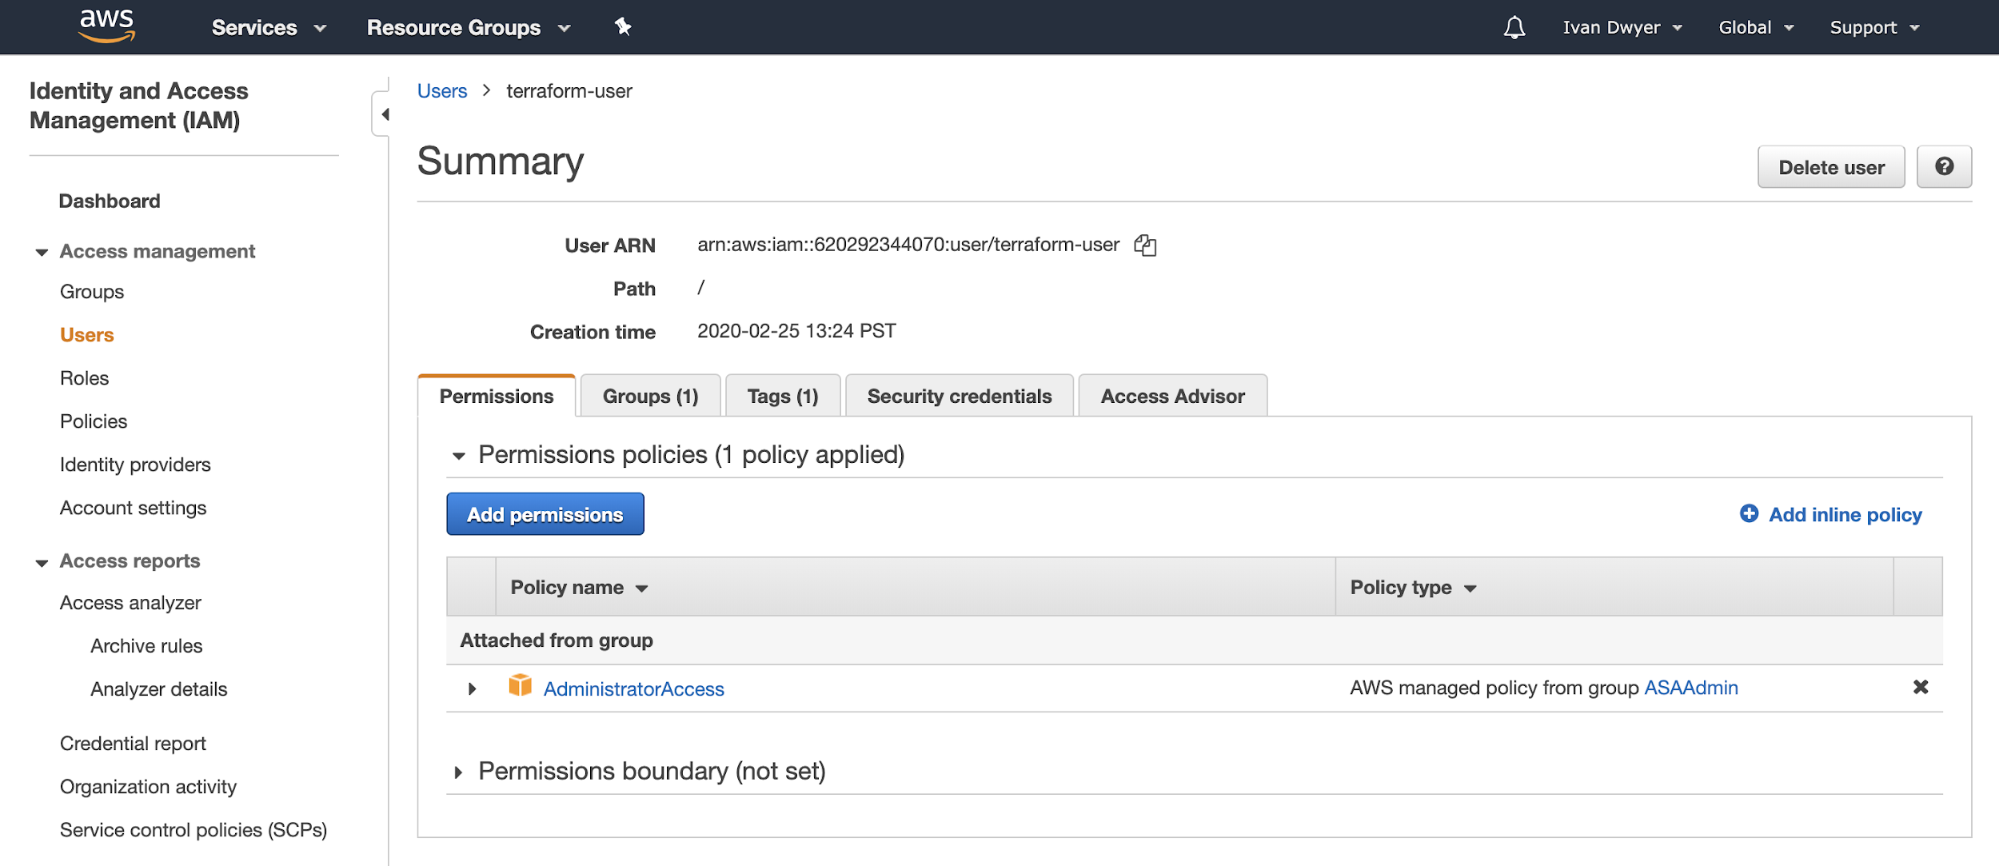 aws Services Resource Groups Ivan Dwyer Global Support
Identity and Access
Management (IAM)
Dashboard
Access management
Groups
Users
Roles
Policies
Identity providers
Account settings
Access reports
Access analyzer
Archive rules
Analyzer details
Credential report
Organization activity
Service control policies (SCPs)
Users > terraform-user
Summary
Delete user ?
User ARN arn:aws:iam::620292344070:user/terraform-user
Path /
Creation time 2020-02-25 13:24 PST
Permissions Groups (1) Tags (1) Security credentials Access Advisor
Permissions policies (1 policy applied)
Add permissions Add inline policy
Policy name Policy type
Attached from group
AdministratorAccess AWS managed policy from group ASAAdmin
Permissions boundary (not set)